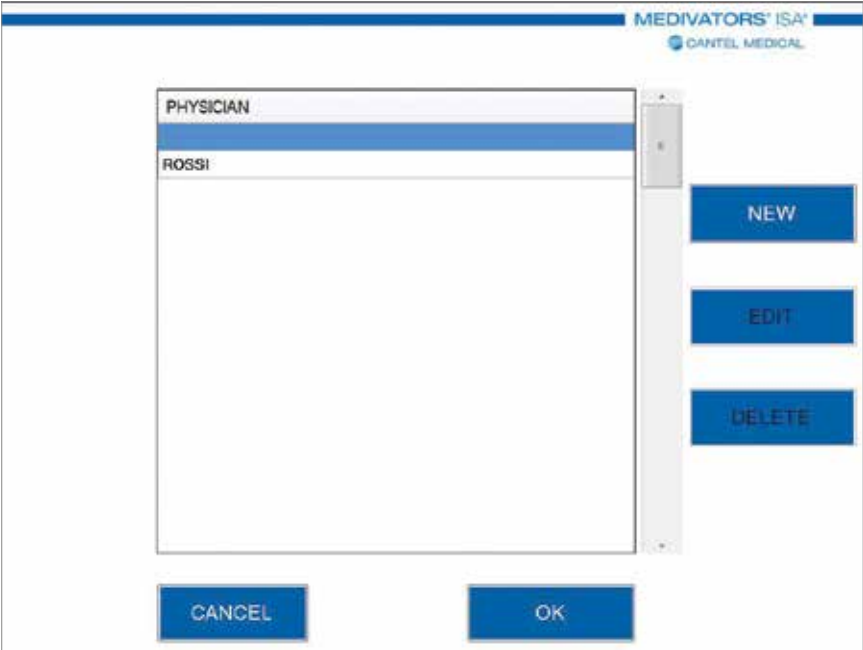 MEDIVATORS® ISA®
CANTEL MEDICAL
PHYSICIAN
ROSSI
NEW
EDIT
DELETE
CANCEL
OK